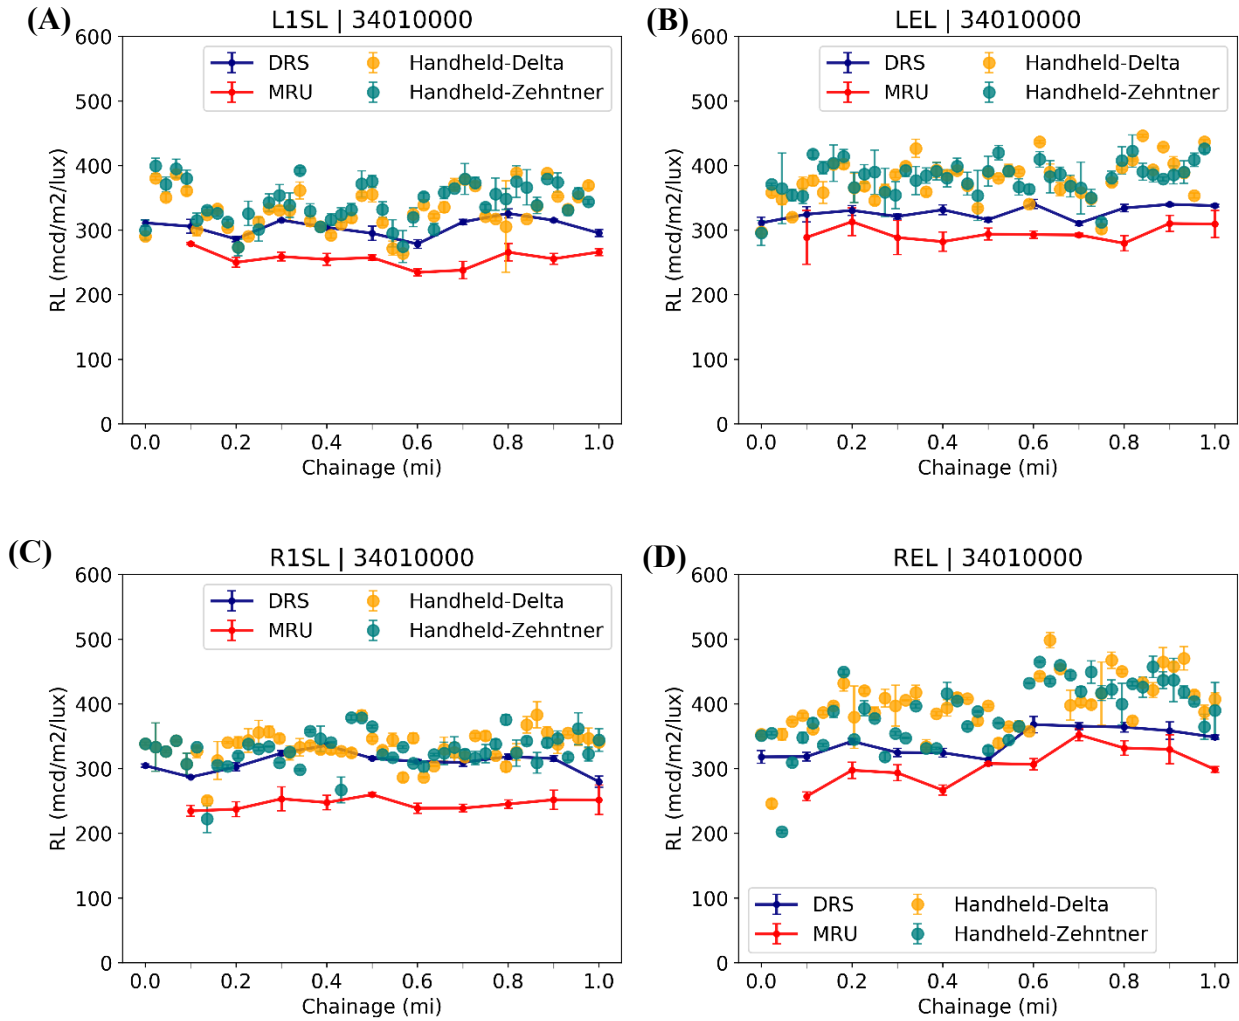 (A)
L1SL | 34010000
600
500
400
300
200
100
0
RL (mcd/m2/lux)
DRS
MRU
Handheld-Delta
Handheld-Zehntner
0.0 0.2 0.4 0.6 0.8 1.0
Chainage (mi)
(B)
LEL | 34010000
600
500
400
300
200
100
0
RL (mcd/m2/lux)
DRS
MRU
Handheld-Delta
Handheld-Zehntner
0.0 0.2 0.4 0.6 0.8 1.0
Chainage (mi)
(C)
R1SL | 34010000
600
500
400
300
200
100
0
RL (mcd/m2/lux)
DRS
MRU
Handheld-Delta
Handheld-Zehntner
0.0 0.2 0.4 0.6 0.8 1.0
Chainage (mi)
(D)
REL | 34010000
600
500
400
300
200
100
0
RL (mcd/m2/lux)
DRS
MRU
Handheld-Delta
Handheld-Zehntner
0.0 0.2 0.4 0.6 0.8 1.0
Chainage (mi)